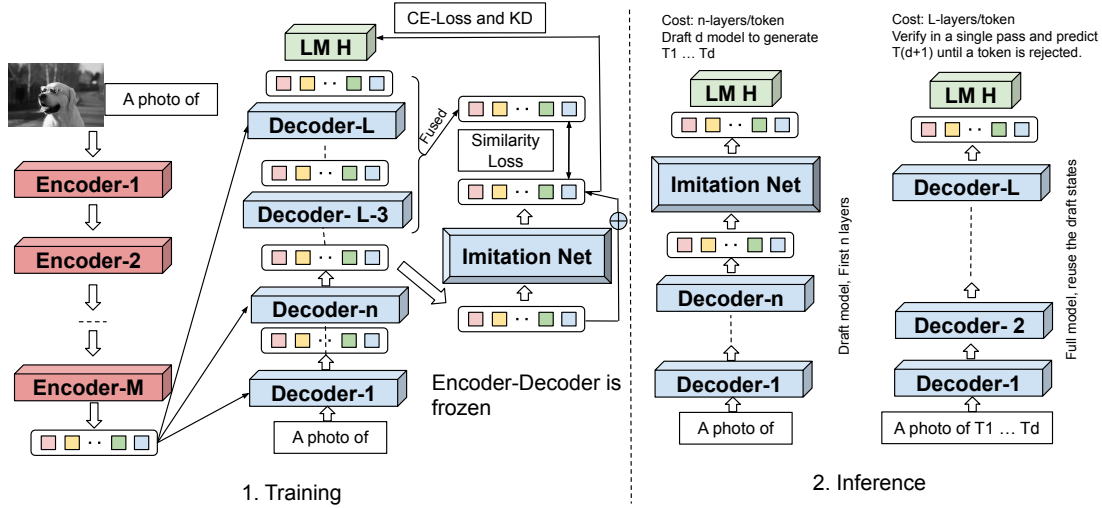 CE-Loss and KD
LM H
A photo of
Decoder-L
Fused
Similarity
Loss
Encoder-1
Decoder- L-3
Encoder-2
Imitation Net
Decoder-n
Encoder-M
Decoder-1
Encoder-Decoder is
frozen
A photo of
1. Training
Cost: n-layers/token
Draft d model to generate
T1 ... Td
LM H
Imitation Net
Decoder-n
Decoder-1
A photo of
Draft model, First n layers
Cost: L-layers/token
Verify in a single pass and predict
T(d+1) until a token is rejected.
LM H
Decoder-L
Decoder- 2
Decoder-1
A photo of T1 ... Td
Full model, reuse the draft states
2. Inference